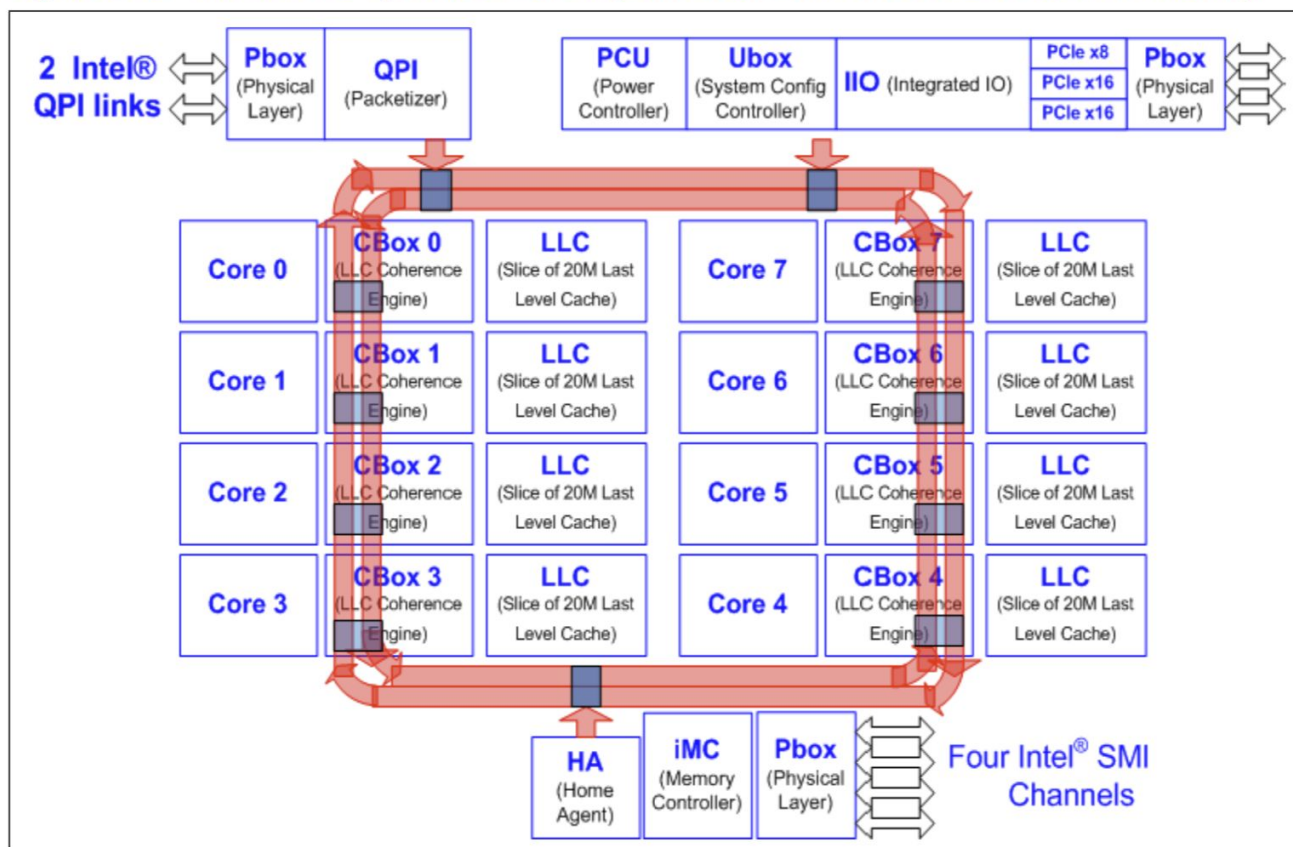 2 Intel®
QPI links
Pbox
(Physical
Layer)
QPI
(Packetizer)
PCU
(Power
Controller)
Ubox
(System Config
Controller)
IIO (Integrated IO)
PCIe x8
PCIe x16
PCIe x16
Pbox
(Physical
Layer)
Core 0
CBox 0
(LLC Coherence
Engine)
LLC
(Slice of 20M Last
Level Cache)
Core 7
CBox 7
(LLC Coherence
Engine)
LLC
(Slice of 20M Last
Level Cache)
Core 1
CBox 1
(LLC Coherence
Engine)
LLC
(Slice of 20M Last
Level Cache)
Core 6
CBox 6
(LLC Coherence
Engine)
LLC
(Slice of 20M Last
Level Cache)
Core 2
CBox 2
(LLC Coherence
Engine)
LLC
(Slice of 20M Last
Level Cache)
Core 5
CBox 5
(LLC Coherence
Engine)
LLC
(Slice of 20M Last
Level Cache)
Core 3
CBox 3
(LLC Coherence
Engine)
LLC
(Slice of 20M Last
Level Cache)
Core 4
CBox 4
(LLC Coherence
Engine)
LLC
(Slice of 20M Last
Level Cache)
HA
(Home
Agent)
iMC
(Memory
Controller)
Pbox
(Physical
Layer)
Four Intel® SMI
Channels